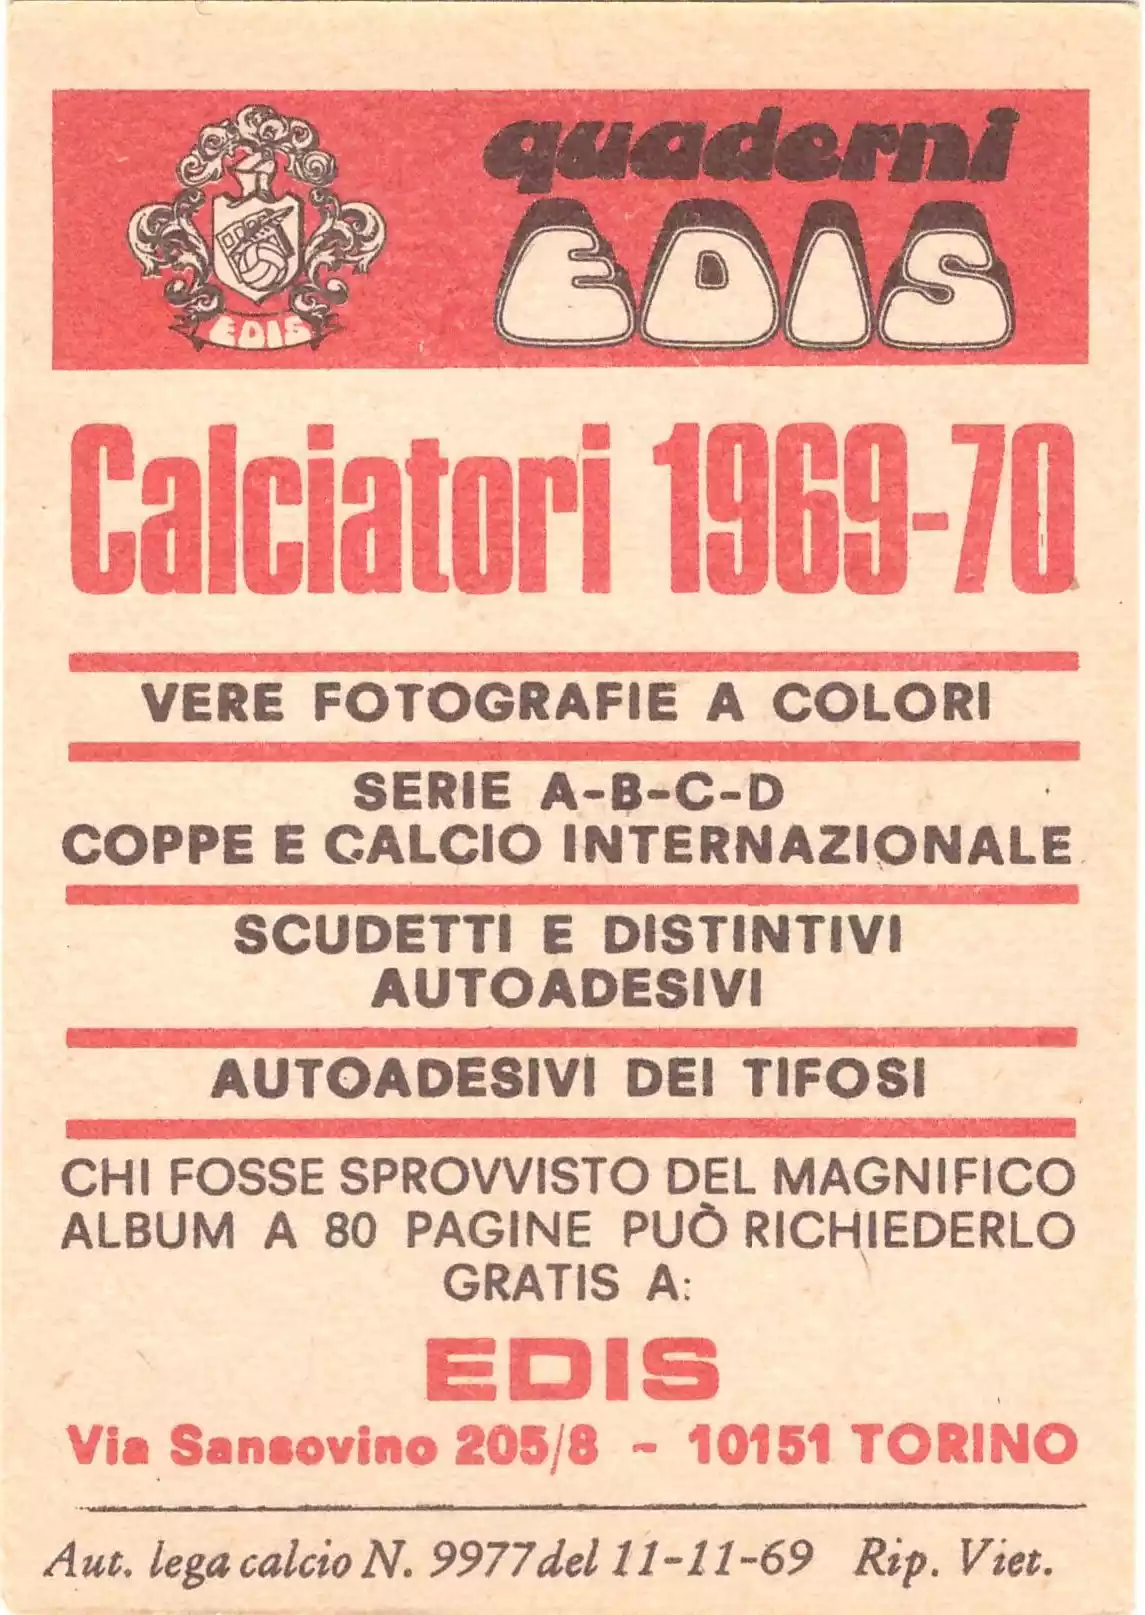 EDIS
quaderni
EDIS
Calciatori 1969-70
VERE FOTOGRAFIE A COLORI
SERIE A-B-C-D
COPPE E CALCIO INTERNAZIONALE
SCUDETTI E DISTINTIVI
AUTOADESIVI
AUTOADESIVI DEI TIFOSI
CHI FOSSE SPROVVISTO DEL MAGNIFICO
ALBUM A 80 PAGINE PUÒ RICHIEDERLO
GRATIS A:
EDIS
Via Sansovino 205/8 - 10151 TORINO
Aut. lega calcio N. 9977 del 11-11-69 Rip. Viet.